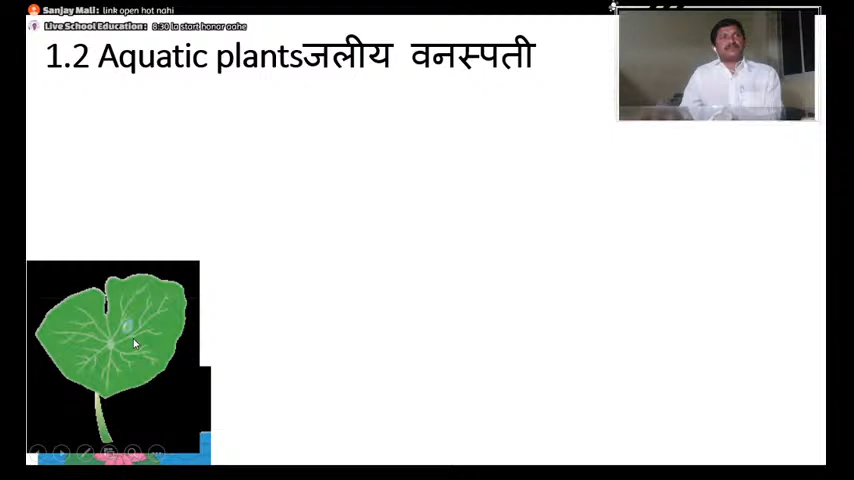 Sanjay Mali : link open hot nahi
Live School Education : 8:30 la start honar aahe
1.2 Aquatic plantsजलीय वनस्पती